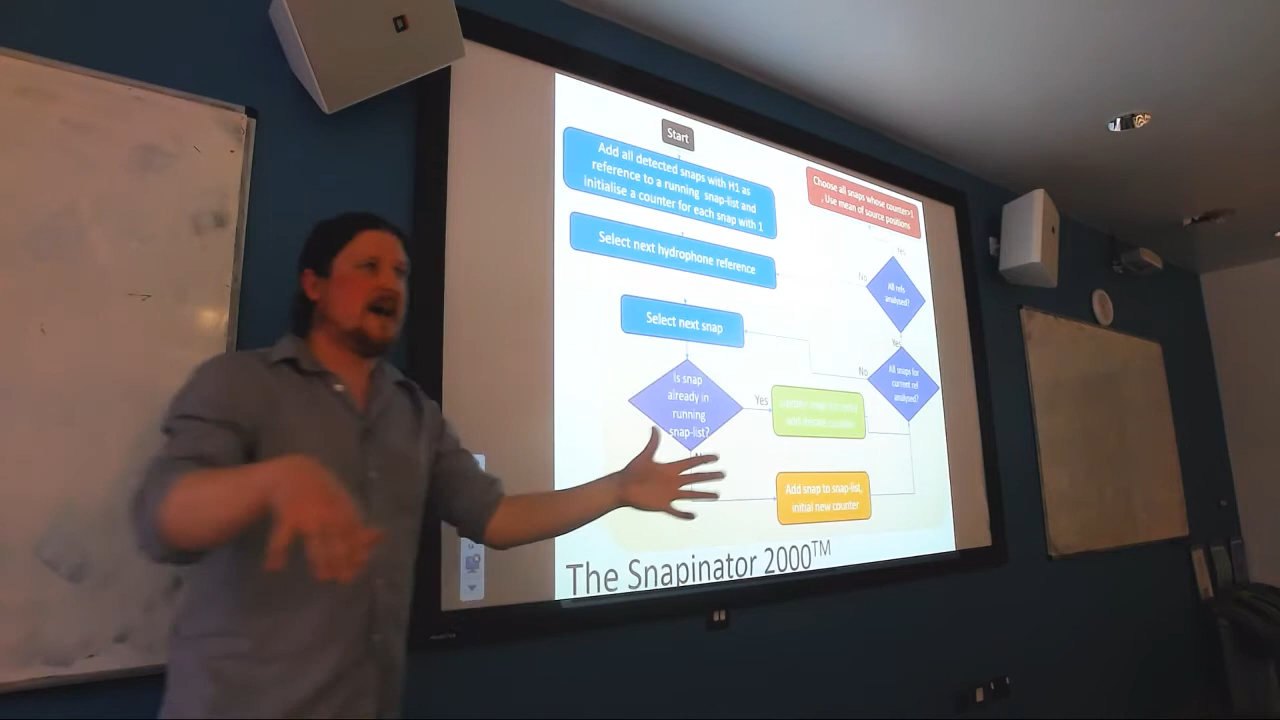 Start
Add all detected snaps with H1 as
reference to a running snap-list and
initialise a counter for each snap with 1
Select next hydrophone reference
Select next snap
Is snap
already in
running
snap-list?
Yes
Add snap to snap-list,
initial new counter
Choose all snaps whose counter>1
, Use mean of source positions
Yes
No
All refs
analysed?
Yes
No
All snaps for
current ref
analysed?
The Snapinator 2000TM